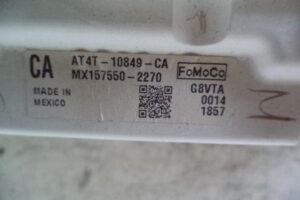 CA
AT4T-10849-CA
MX157550-2270
FoMoCo
MADE IN
MEXICO
G8VTA
0014
1857